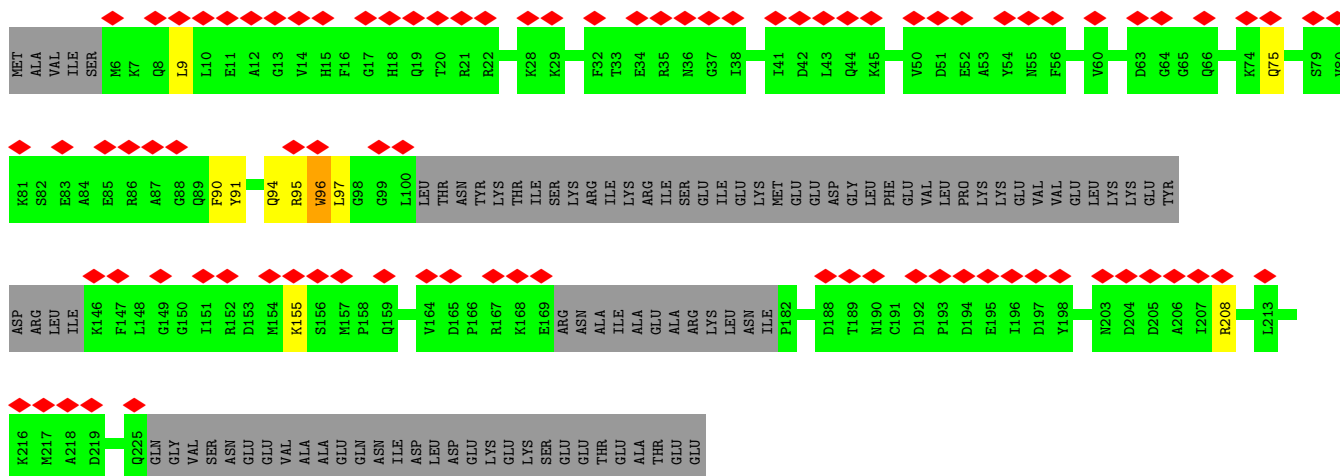 MET ALA VAL ILE SER M6 K7 Q8 L9 L10 E11 A12 G13 V14 H15 F16 G17 H18 Q19 T20 R21 R22 K28 K29 F32 T33 E34 R35 N36 G37 I38 I41 D42 L43 Q44 K45 V50 D51 E52 A53 Y54 N55 F56 V60 D63 G64 G65 Q66 K74 Q75 S79 V80
K81 S82 E83 A84 E85 R86 A87 G88 Q89 F90 Y91 Q94 R95 W96 L97 G98 G99 L100 LEU THR ASN TYR LYS THR ILE SER LYS ARG ILE LYS ARG ILE SER GLU ILE GLU LYS MET GLU GLU ASP GLY LEU PHE GLU VAL LEU PRO LYS LYS GLU VAL VAL GLU LEU LYS LYS GLU TYR
ASP ARG LEU ILE K146 F147 L148 G149 G150 I151 R152 D153 M154 K155 S156 M157 P158 Q159 V164 D165 P166 R167 K168 E169 ARG ASN ALA ILE ALA GLU ALA ARG LYS LEU ASN ILE P182 D188 T189 N190 C191 D192 P193 D194 E195 I196 D197 Y198 N203 D204 D205 A206 I207 R208 L213
K216 M217 A218 D219 Q225 GLN GLY VAL SER ASN GLU GLU VAL ALA ALA GLU GLN ASN ILE ASP LEU ASP GLU LYS GLU LYS SER GLU GLU THR GLU ALA THR GLU GLU